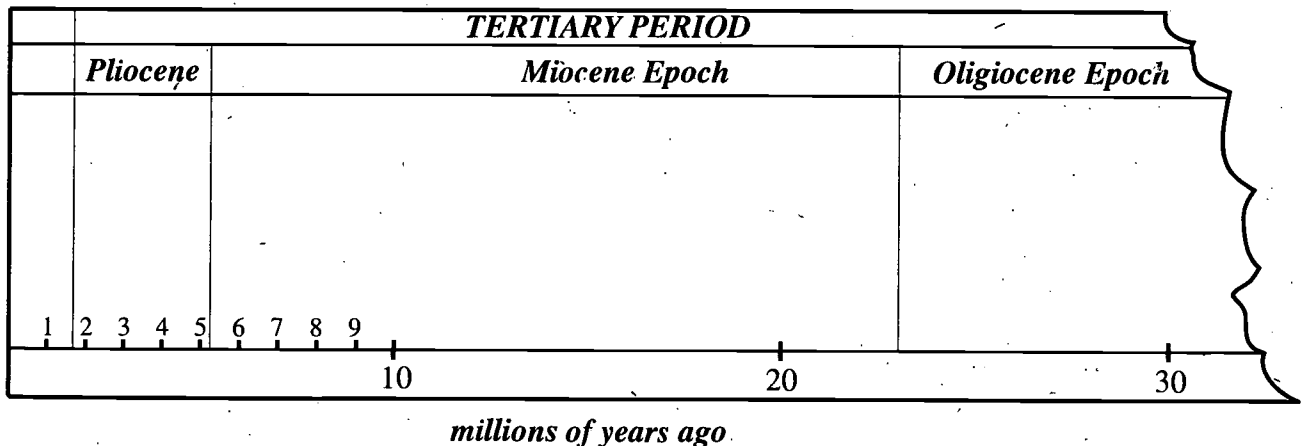 TERTIARY PERIOD
Pliocene Miocene Epoch Oligiocene Epoch
1 2 3 4 5 6 7 8 9
10 20 30
millions of years ago